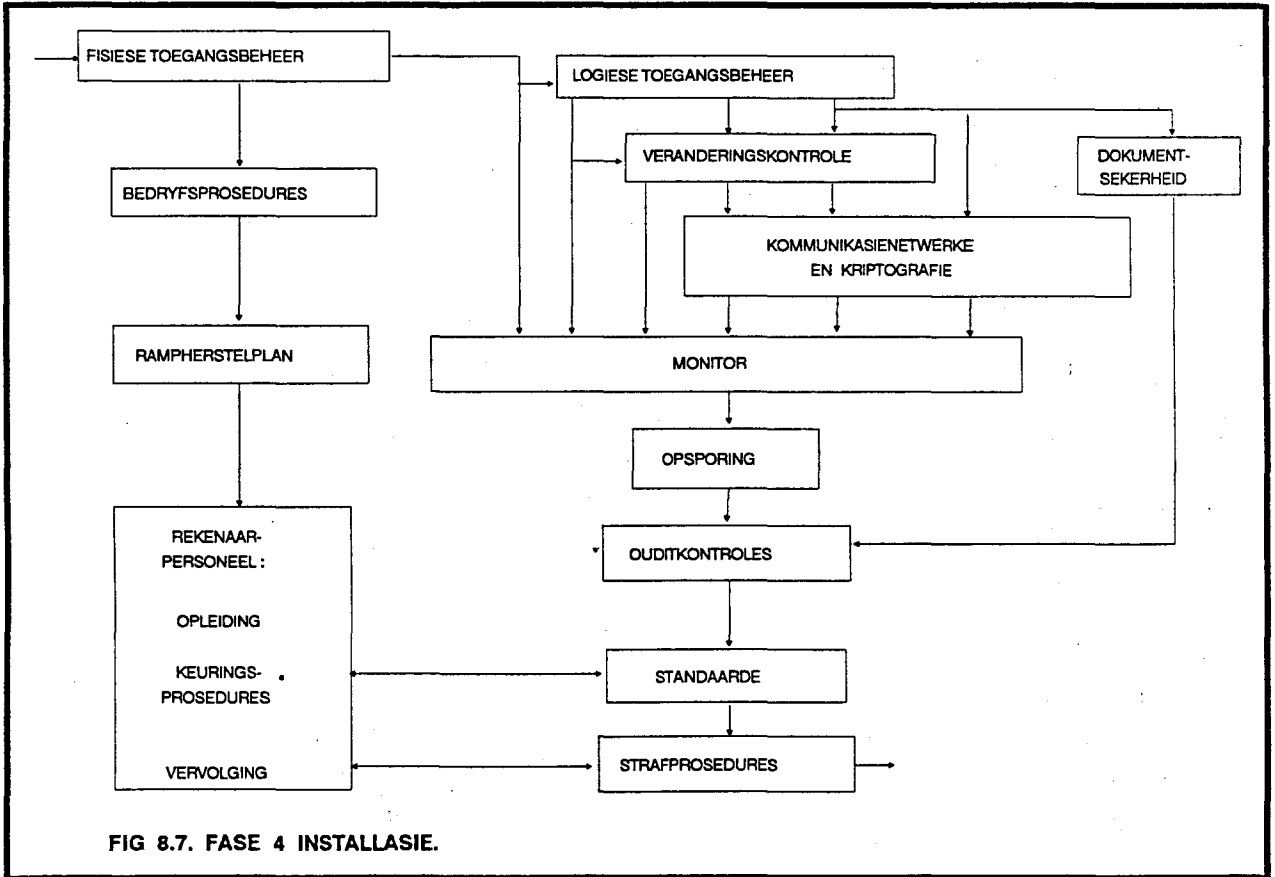 FISIESE TOEGANGSBEHEER
LOGIESE TOEGANGSBEHEER
VERANDERINGSKONTROLE
DOKUMENT-
SEKERHEID
BEDRYFSPROSEDURES
KOMMUNIKASIENETWERKE
EN KRIPTOGRAFIE
RAMPHERSTELPLAN
MONITOR
OPSPORING
REKENAAR-
PERSONEEL :
OPLEIDING
KEURINGS-
PROSEDURES
VERVOLGING
OUDITKONTROLES
STANDAARDE
STRAFPROSEDURES
FIG 8.7. FASE 4 INSTALLASIE.